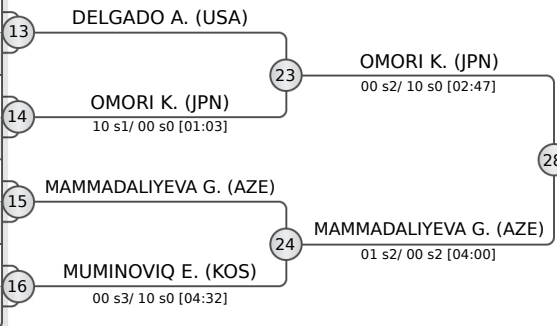 DELGADO A. (USA)
13
23
OMORI K. (JPN)
00 s2/ 10 s0 [02:47]
OMORI K. (JPN)
14
10 s1/ 00 s0 [01:03]
28
MAMMADALIYEVA G. (AZE)
15
24
MAMMADALIYEVA G. (AZE)
01 s2/ 00 s2 [04:00]
MUMINOVIQ E. (KOS)
16
00 s3/ 10 s0 [04:32]